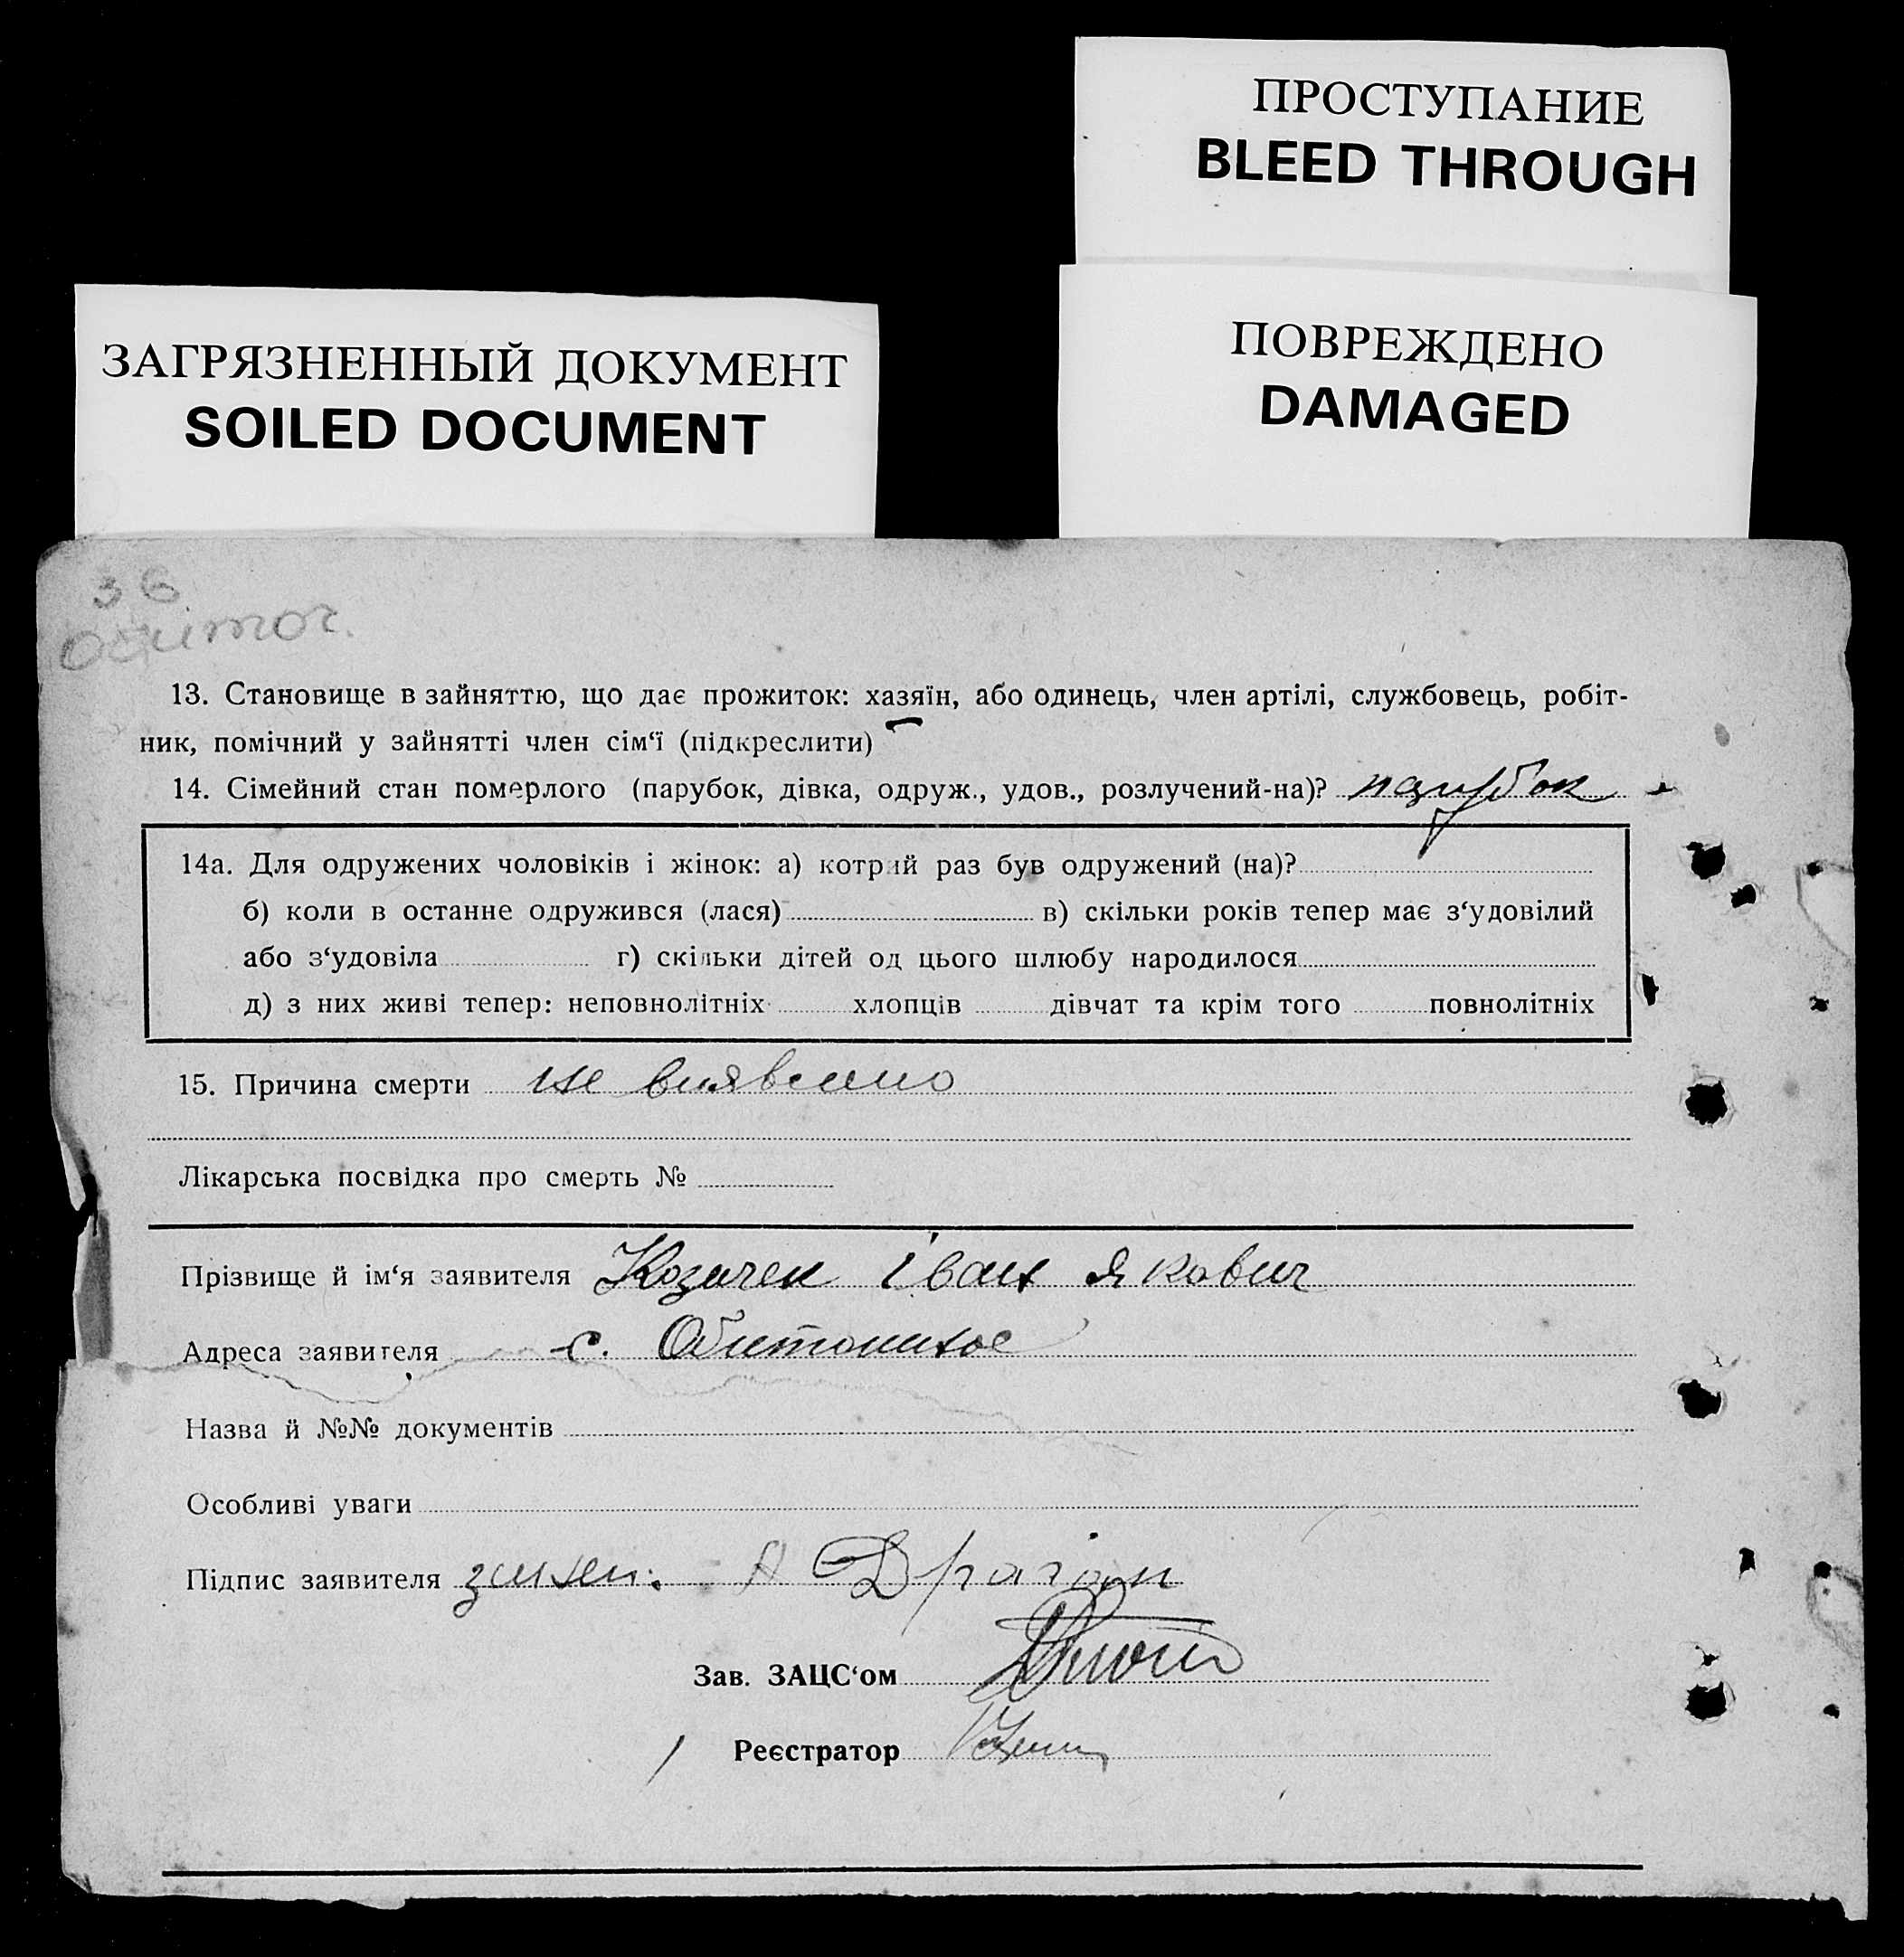 ПРОСТУПАНИЕ
BLEED THROUGH
ЗАГРЯЗНЕННЫЙ ДОКУМЕНТ
SOILED DOCUMENT
ПОВРЕЖДЕНО
DAMAGED
36
13. Становище в зайняттю, що дає прожиток: хазяїн, або одинець, член артілі, службовець, робіт-
ник, помічний у зайнятті член сім‘ї (підкреслити)
14. Сімейний стан померлого (парубок, дівка, одруж., удов., розлучений-на)? парубок
14а. Для одружених чоловіків і жінок: а) котрий раз був одружений (на)?
б) коли в останне одружився (лася) в) скільки років тепер має з‘удовілий
або з‘удовіла г) скільки дітей од цього шлюбу народилося
д) з них живі тепер: неповнолітніх хлопців дівчат та крім того повнолітніх
15. Причина смерти не виявлено
Лікарська посвідка про смерть №
Прізвище й ім‘я заявителя Козачек Іван Якович
Адреса заявителя с.
Назва й №№ документів
Особливі уваги
Підпис заявителя
Зав. ЗАЦС‘ом
Реєстратор